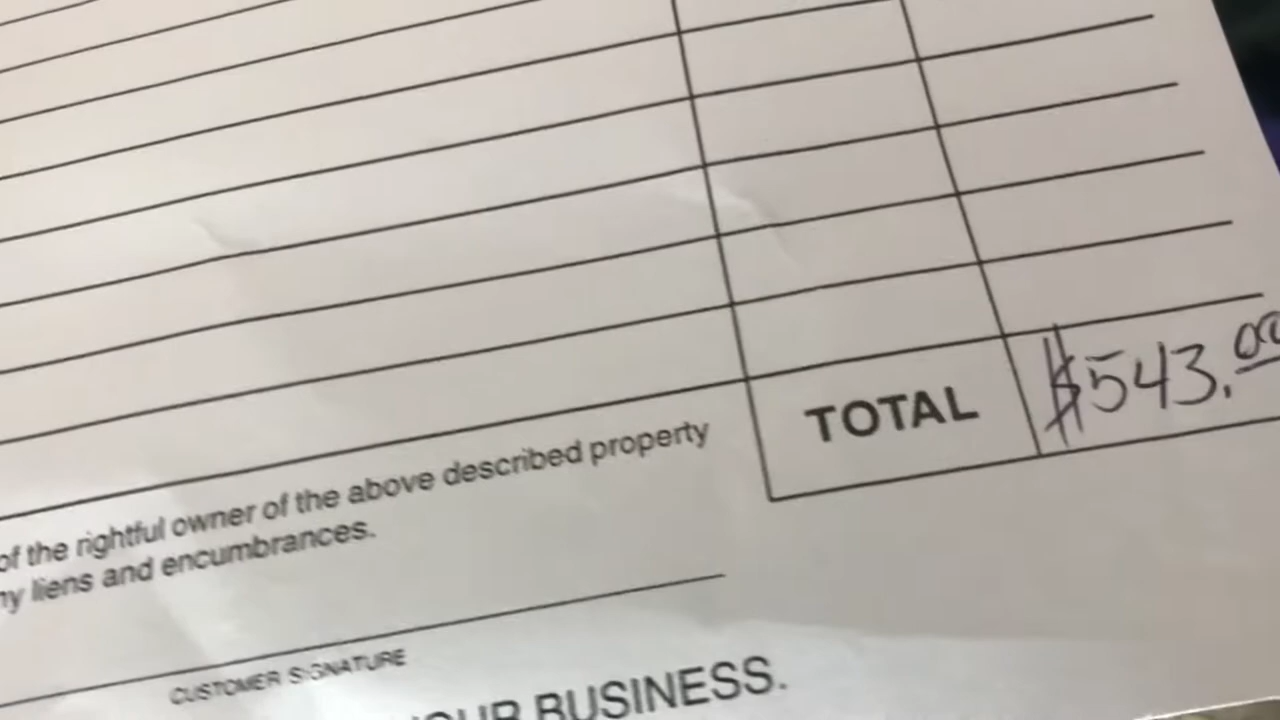 TOTAL $543.00
of the rightful owner of the above described property
liens and encumbrances.
CUSTOMER SIGNATURE
BUSINESS.